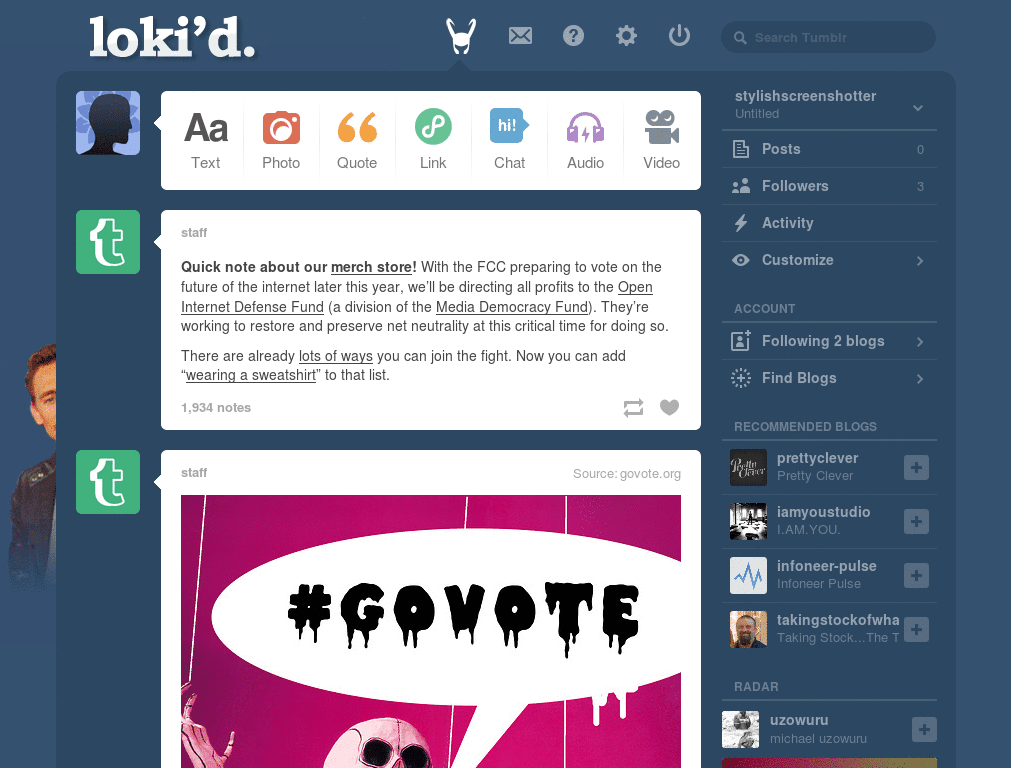 loki'd.
Search Tumblr
Aa
hi!
Text
Photo
Quote
Link
Chat
Audio
Video
staff
Quick note about our merch store! With the FCC preparing to vote on the
future of the internet later this year, we'll be directing all profits to the Open
Internet Defense Fund (a division of the Media Democracy Fund). They're
working to restore and preserve net neutrality at this critical time for doing so.
There are already lots of ways you can join the fight. Now you can add
“wearing a sweatshirt” to that list.
1,934 notes
staff
Source: govote.org
#GOVOTE
stylishscreenshotter
Untitled
Posts 0
Followers 3
Activity
Customize
ACCOUNT
Following 2 blogs
Find Blogs
RECOMMENDED BLOGS
Pretty
Clever
prettyclever
Pretty Clever
iamyoustudio
I.AM.YOU.
infoneer-pulse
Infoneer Pulse
takingstockofwha
Taking Stock...The T
RADAR
uzowuru
michael uzowuru